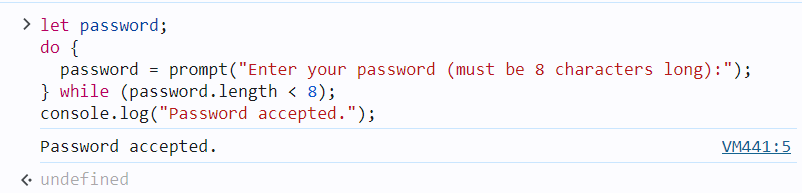 let password;
do {
  password = prompt("Enter your password (must be 8 characters long):");
} while (password.length < 8);
console.log("Password accepted.");
Password accepted. VM441:5
undefined